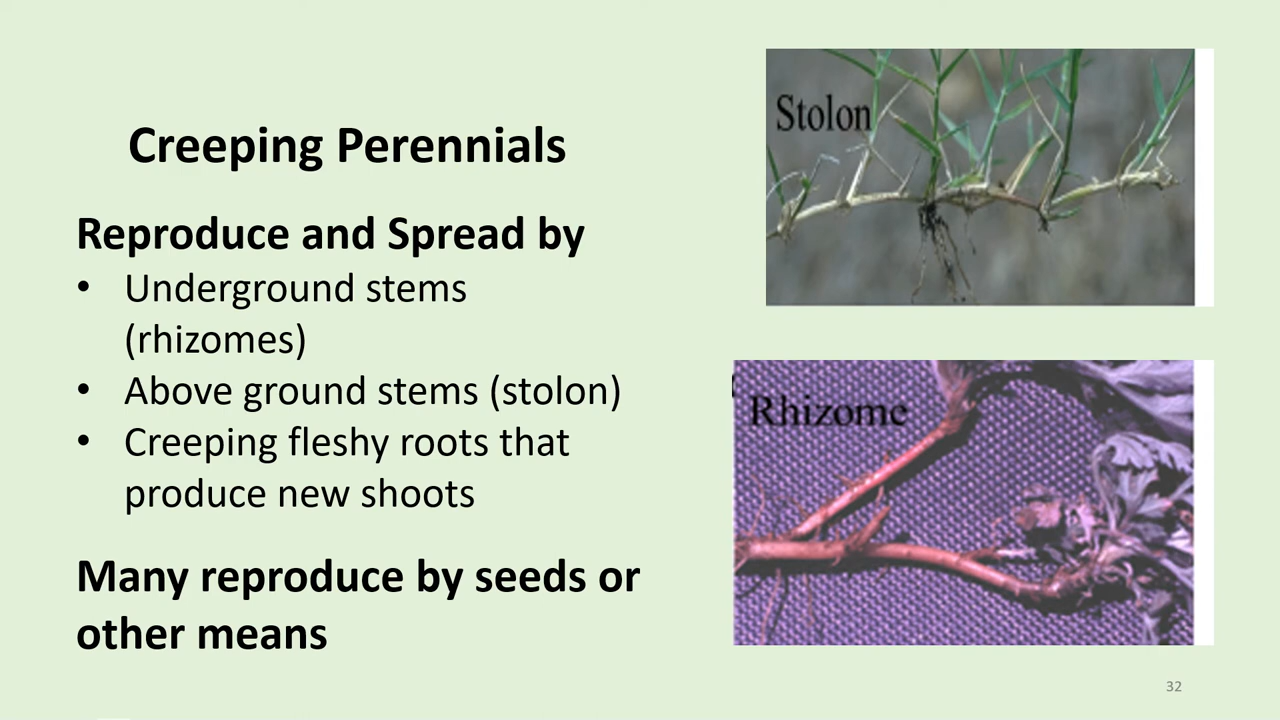 Creeping Perennials
Reproduce and Spread by
• Underground stems
(rhizomes)
• Above ground stems (stolon)
• Creeping fleshy roots that
produce new shoots
Many reproduce by seeds or
other means
Stolon
Rhizome
32